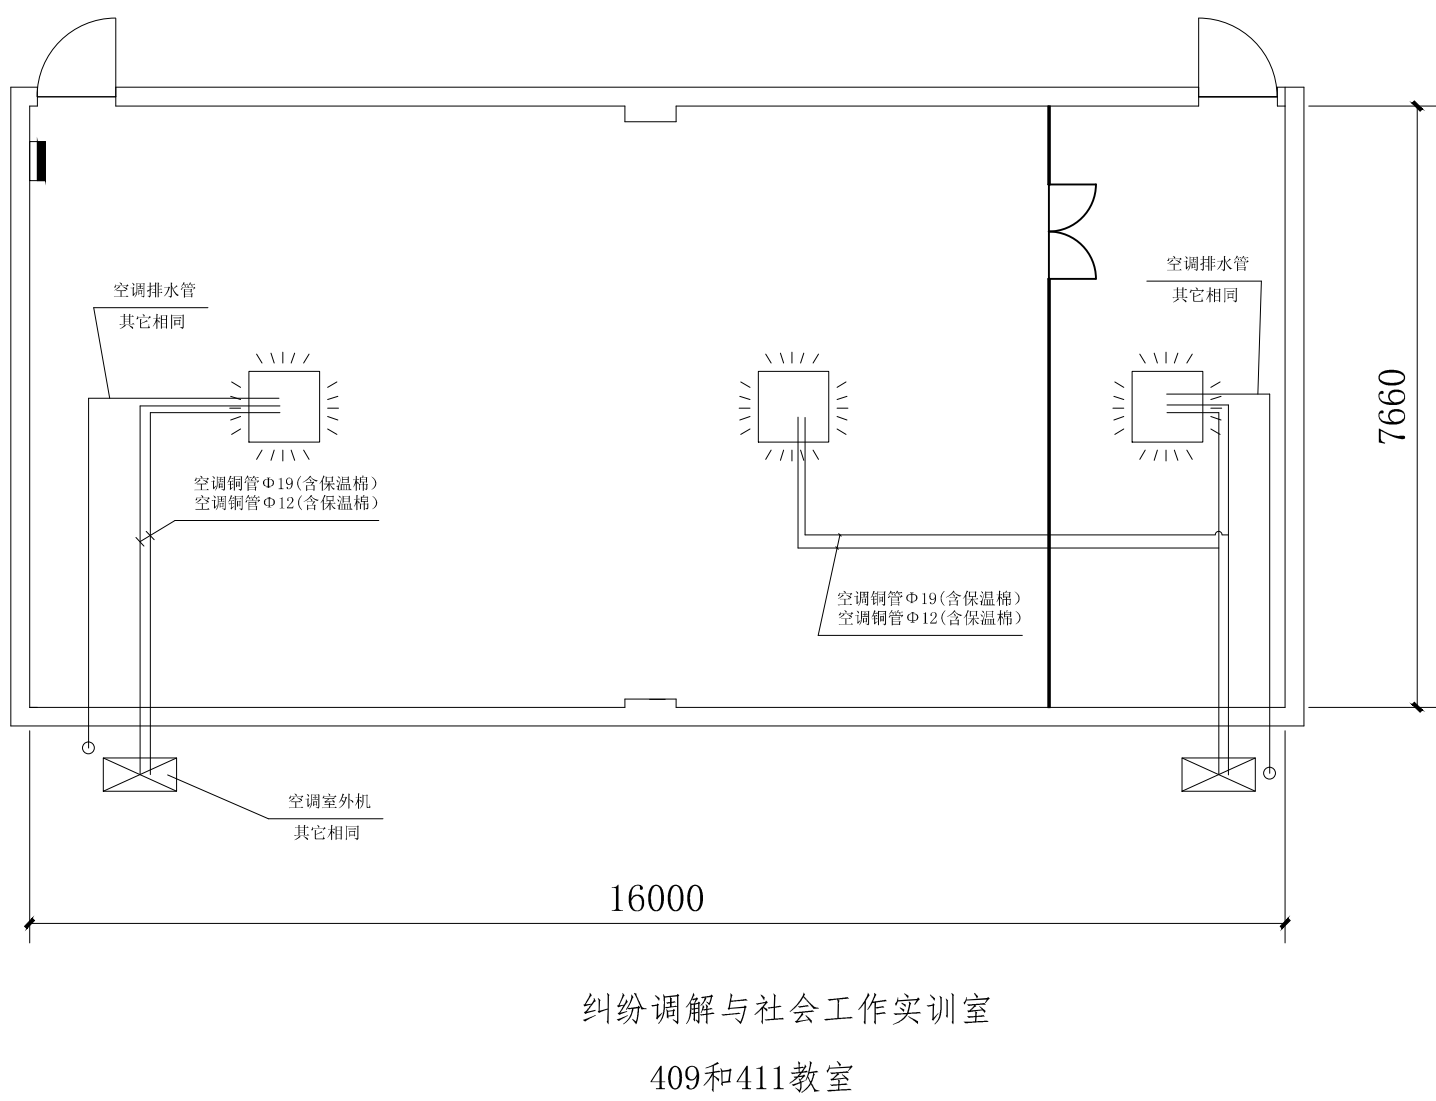 空调排水管
其它相同
空调排水管
其它相同
7660
空调铜管Φ19(含保温棉)
空调铜管Φ12(含保温棉)
空调铜管Φ19(含保温棉)
空调铜管Φ12(含保温棉)
空调室外机
其它相同
16000
纠纷调解与社会工作实训室
409和411教室